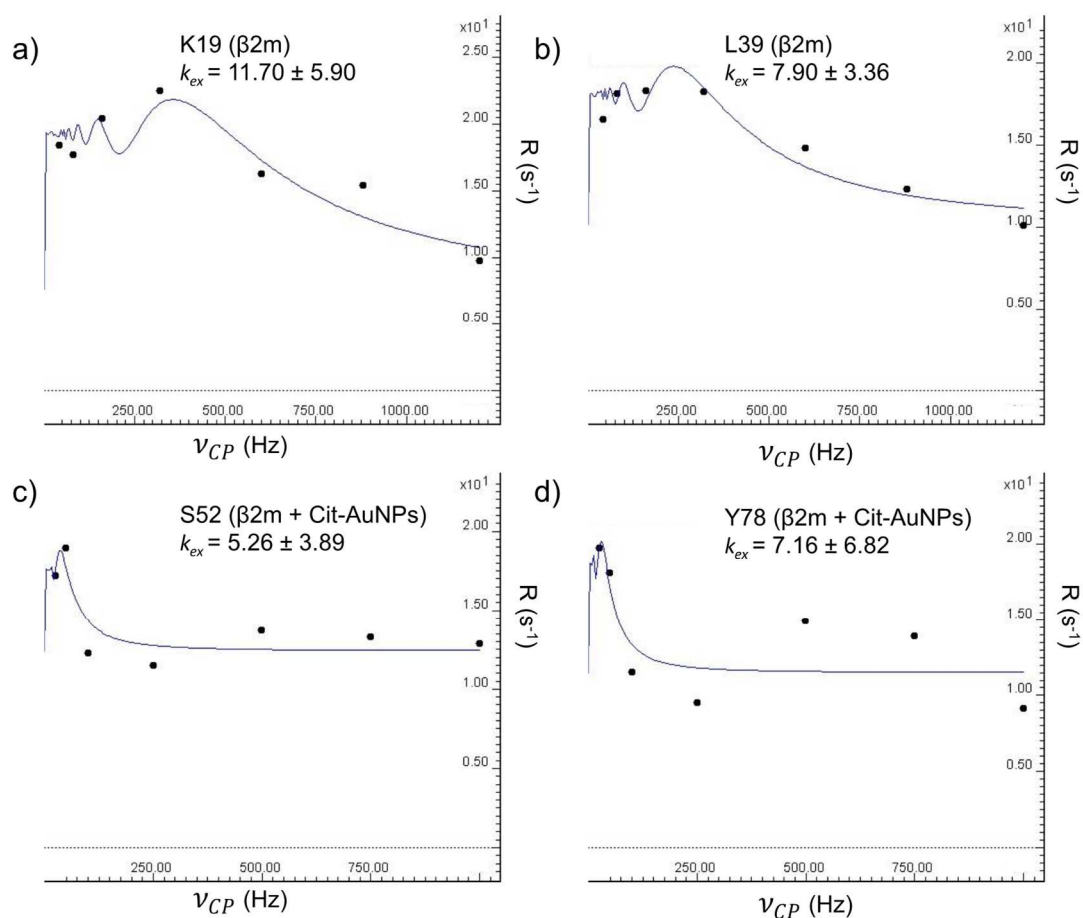 a)
K19 (β2m)
kₑₓ = 11.70 ± 5.90
x10¹
2.50
2.00
1.50
1.00
0.50
R (s⁻¹)
250.00 500.00 750.00 1000.00
ν_CP (Hz)
b)
L39 (β2m)
kₑₓ = 7.90 ± 3.36
x10¹
2.00
1.50
1.00
0.50
R (s⁻¹)
250.00 500.00 750.00 1000.00
ν_CP (Hz)
c)
S52 (β2m + Cit-AuNPs)
kₑₓ = 5.26 ± 3.89
x10¹
2.00
1.50
1.00
0.50
R (s⁻¹)
250.00 500.00 750.00
ν_CP (Hz)
d)
Y78 (β2m + Cit-AuNPs)
kₑₓ = 7.16 ± 6.82
x10¹
2.00
1.50
1.00
0.50
R (s⁻¹)
250.00 500.00 750.00
ν_CP (Hz)